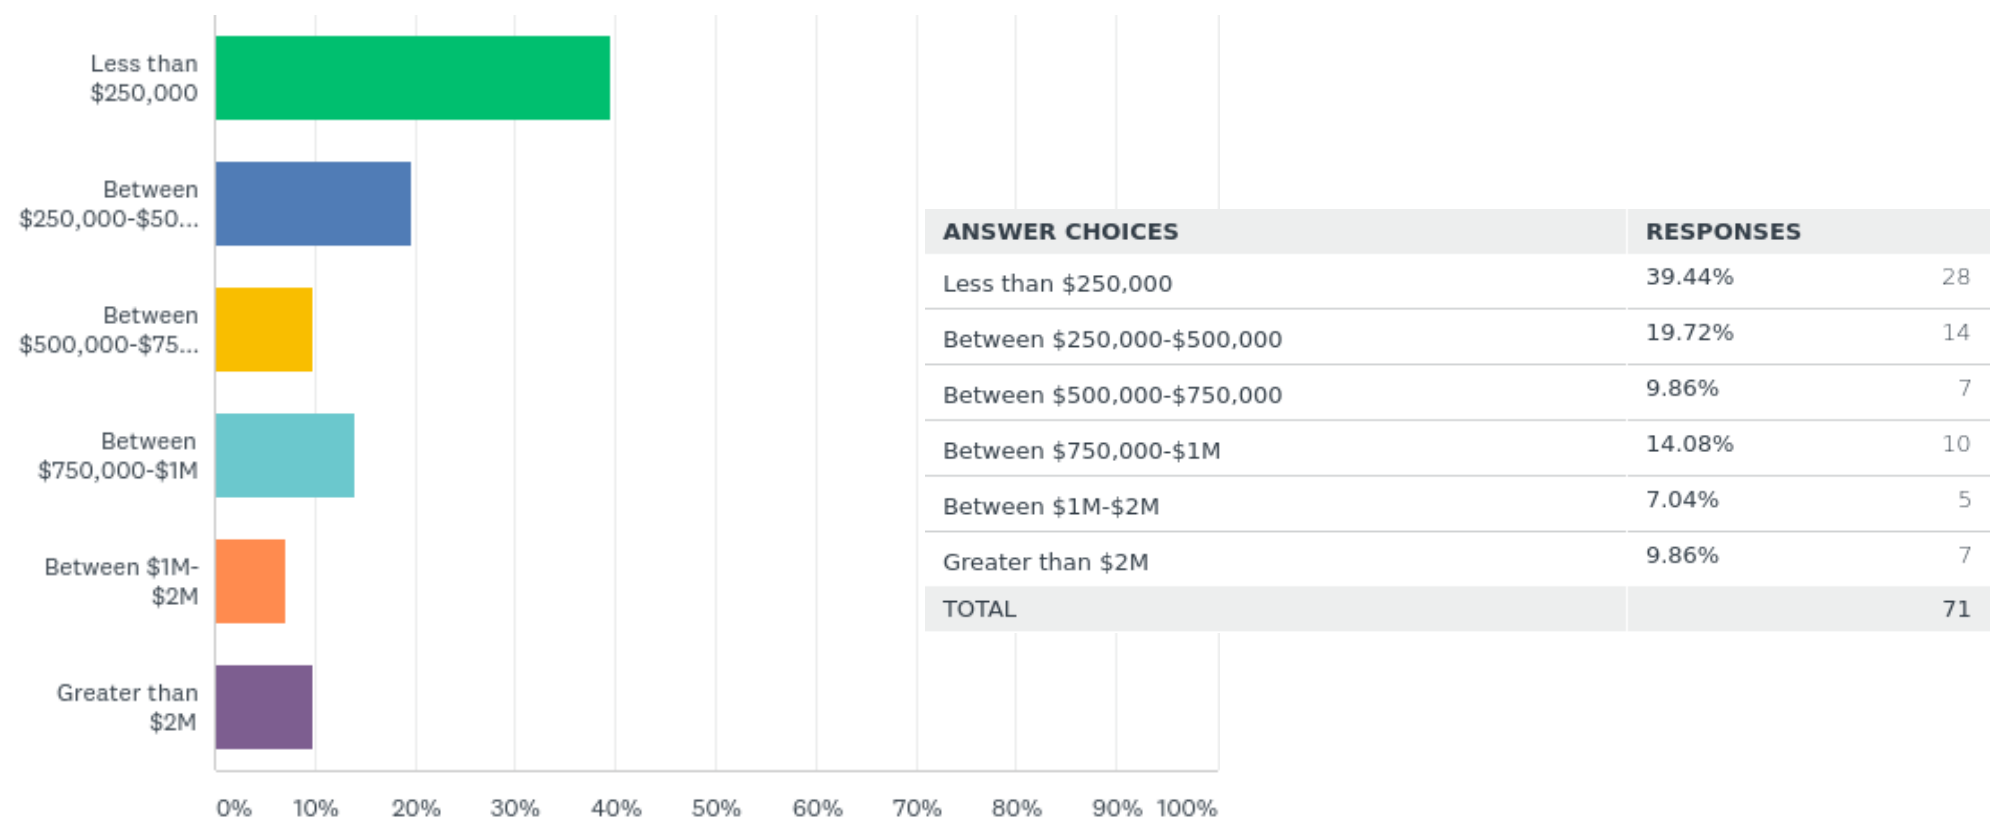 Less than
$250,000
Between
$250,000-$50...
Between
$500,000-$75...
Between
$750,000-$1M
Between $1M-
$2M
Greater than
$2M
0% 10% 20% 30% 40% 50% 60% 70% 80% 90% 100%
ANSWER CHOICES RESPONSES
Less than $250,000 39.44% 28
Between $250,000-$500,000 19.72% 14
Between $500,000-$750,000 9.86% 7
Between $750,000-$1M 14.08% 10
Between $1M-$2M 7.04% 5
Greater than $2M 9.86% 7
TOTAL 71